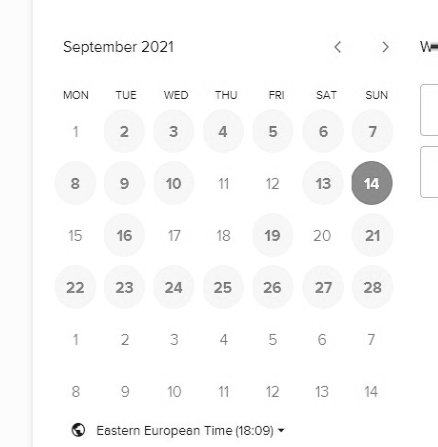 September 2021
MON TUE WED THU FRI SAT SUN
1 2 3 4 5 6 7
8 9 10 11 12 13 14
15 16 17 18 19 20 21
22 23 24 25 26 27 28
1 2 3 4 5 6 7
8 9 10 11 12 13 14
Eastern European Time (18:09)